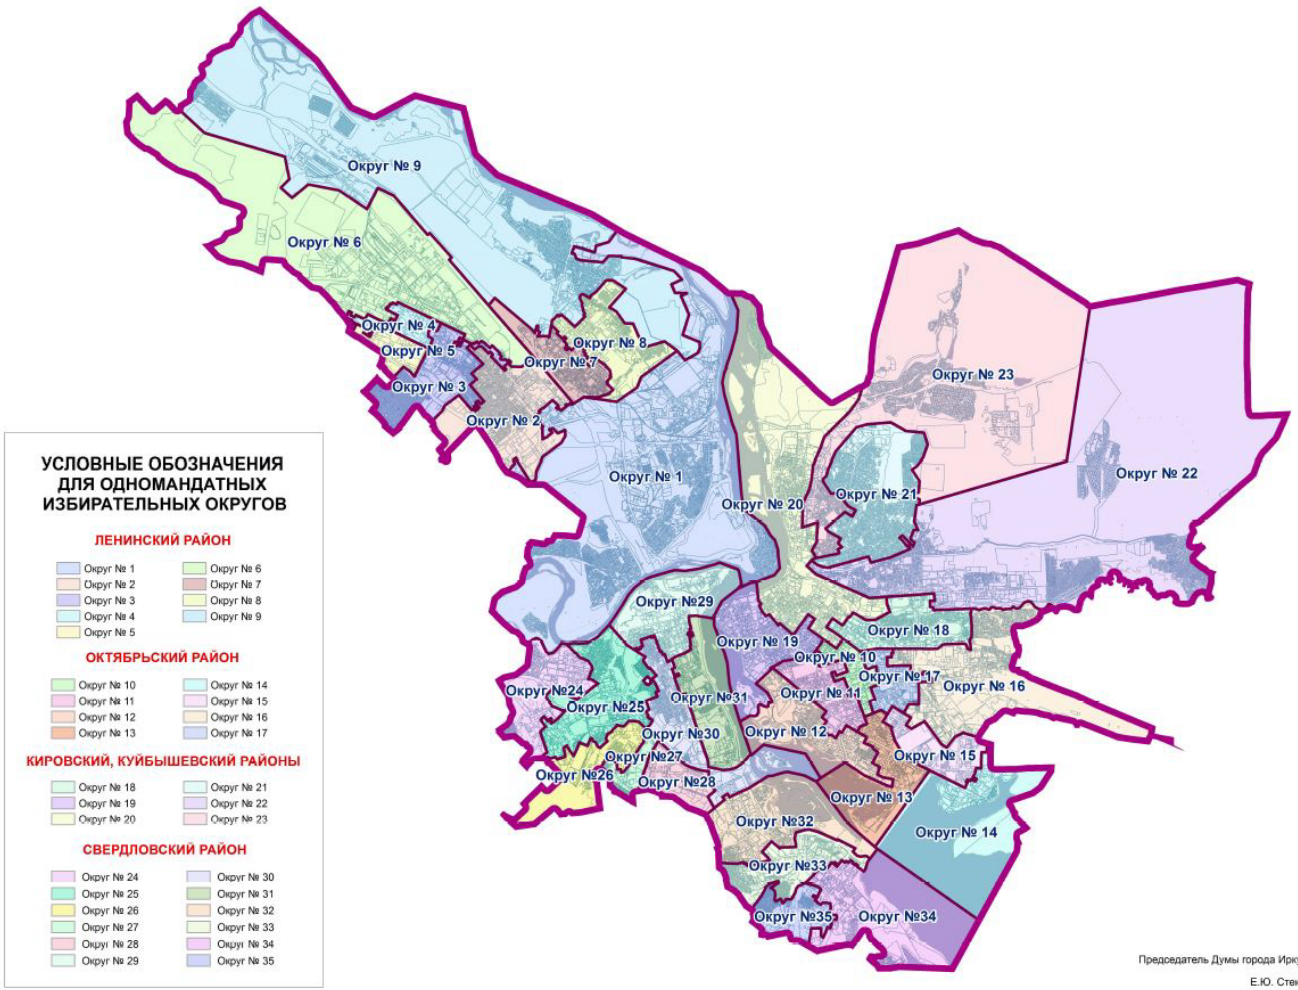 Округ № 9
Округ № 6
Округ № 4
Округ № 5
Округ № 3
Округ № 8
Округ № 7
Округ № 2
Округ № 1
Округ № 23
Округ № 22
Округ № 21
Округ № 20
Округ №29
Округ № 19
Округ № 18
Округ № 10
Округ № 17
Округ № 16
Округ № 11
Округ №24
Округ №25
Округ №31
Округ №30
Округ № 12
Округ № 15
Округ №27
Округ №26
Округ №28
Округ № 13
Округ №32
Округ № 14
Округ №33
Округ №35
Округ №34
УСЛОВНЫЕ ОБОЗНАЧЕНИЯ
ДЛЯ ОДНОМАНДАТНЫХ
ИЗБИРАТЕЛЬНЫХ ОКРУГОВ
ЛЕНИНСКИЙ РАЙОН
Округ № 1
Округ № 2
Округ № 3
Округ № 4
Округ № 5
Округ № 6
Округ № 7
Округ № 8
Округ № 9
ОКТЯБРЬСКИЙ РАЙОН
Округ № 10
Округ № 11
Округ № 12
Округ № 13
Округ № 14
Округ № 15
Округ № 16
Округ № 17
КИРОВСКИЙ, КУЙБЫШЕВСКИЙ РАЙОНЫ
Округ № 18
Округ № 19
Округ № 20
Округ № 21
Округ № 22
Округ № 23
СВЕРДЛОВСКИЙ РАЙОН
Округ № 24
Округ № 25
Округ № 26
Округ № 27
Округ № 28
Округ № 29
Округ № 30
Округ № 31
Округ № 32
Округ № 33
Округ № 34
Округ № 35
Председатель Думы города
Е.Ю.